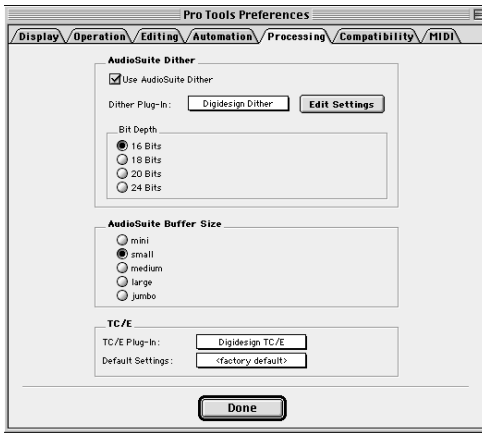 Pro Tools Preferences
Display Operation Editing Automation Processing Compatibility MIDI
AudioSuite Dither
Use AudioSuite Dither
Dither Plug-In: Digidesign Dither Edit Settings
Bit Depth
16 Bits
18 Bits
20 Bits
24 Bits
AudioSuite Buffer Size
mini
small
medium
large
jumbo
TC/E
TC/E Plug-In: Digidesign TC/E
Default Settings: <factory default>
Done